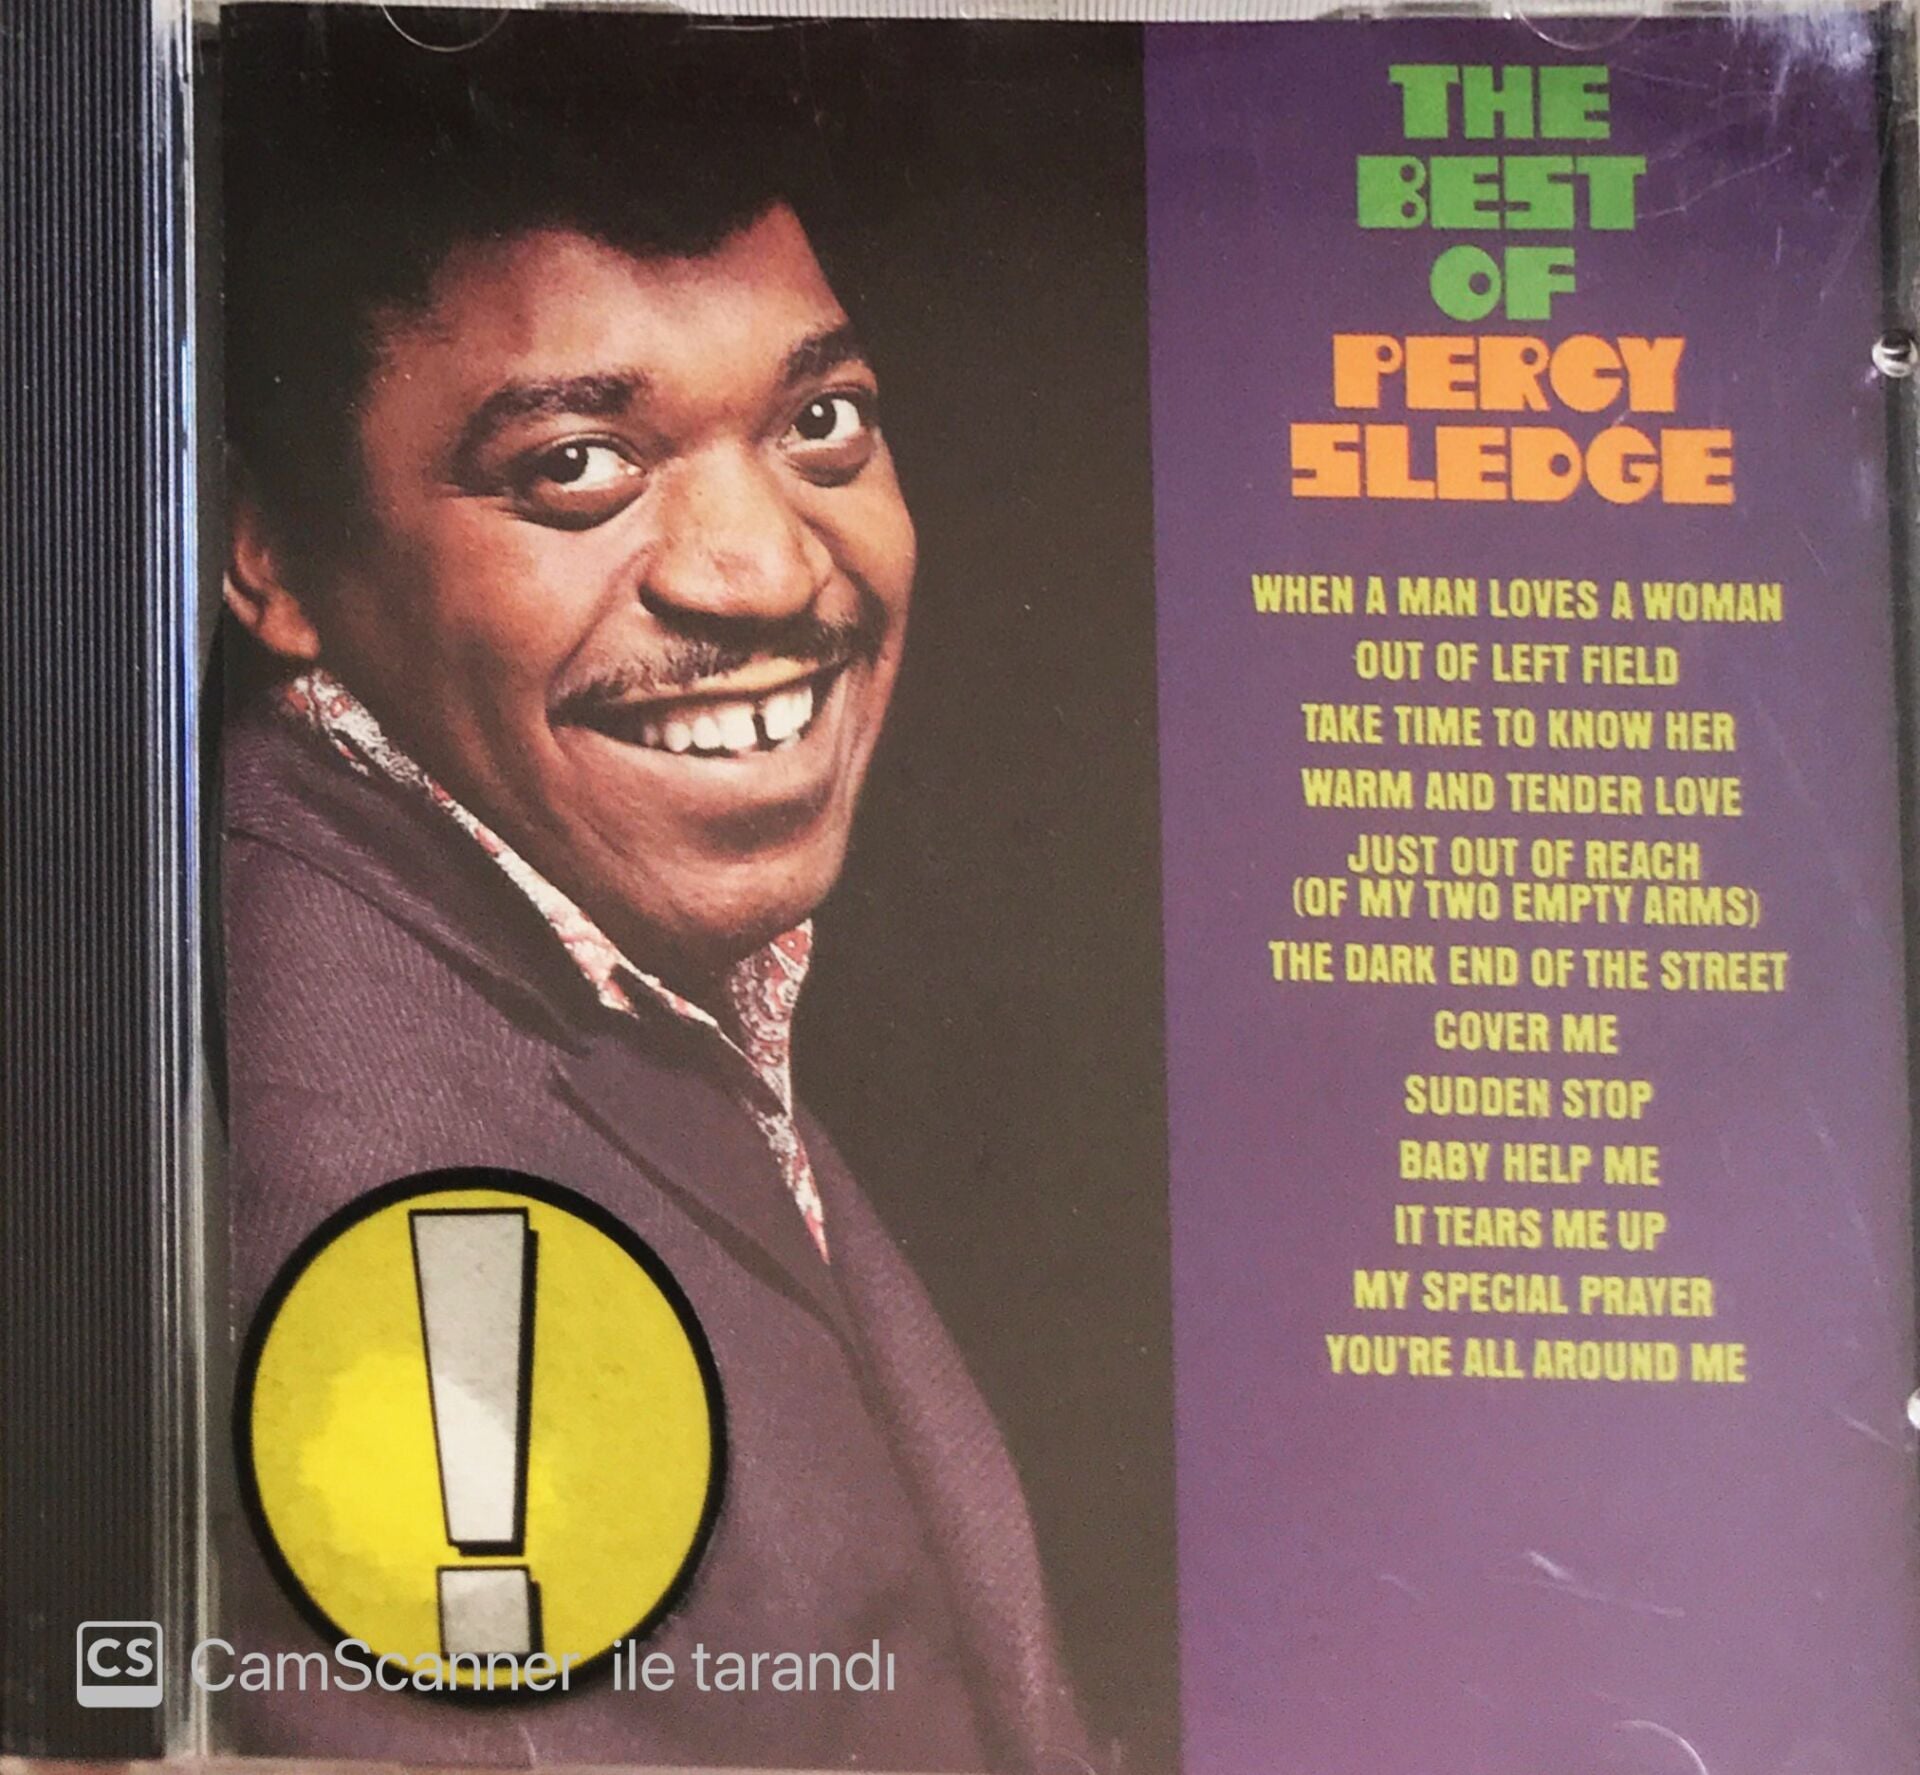 THE
BEST
OF
PERCY
SLEDGE
WHEN A MAN LOVES A WOMAN
OUT OF LEFT FIELD
TAKE TIME TO KNOW HER
WARM AND TENDER LOVE
JUST OUT OF REACH
(OF MY TWO EMPTY ARMS)
THE DARK END OF THE STREET
COVER ME
SUDDEN STOP
BABY HELP ME
IT TEARS ME UP
MY SPECIAL PRAYER
YOU'RE ALL AROUND ME
!
CS CamScanner ile tarandı